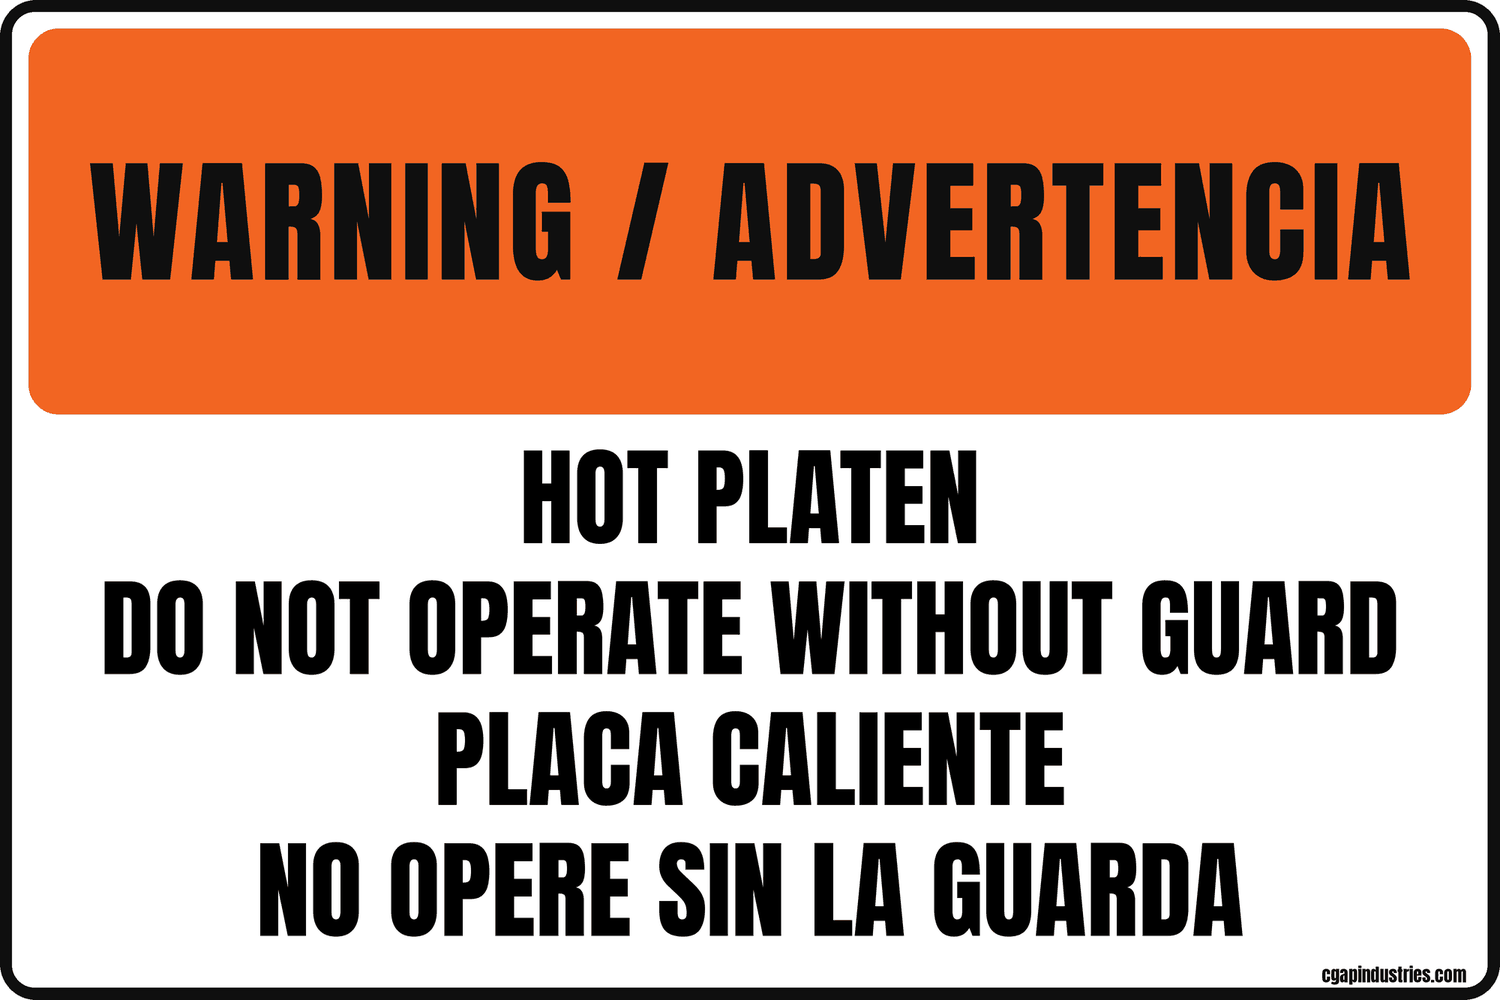 WARNING / ADVERTENCIA
HOT PLATEN
DO NOT OPERATE WITHOUT GUARD
PLACA CALIENTE
NO OPERE SIN LA GUARDA
cgapindustries.com